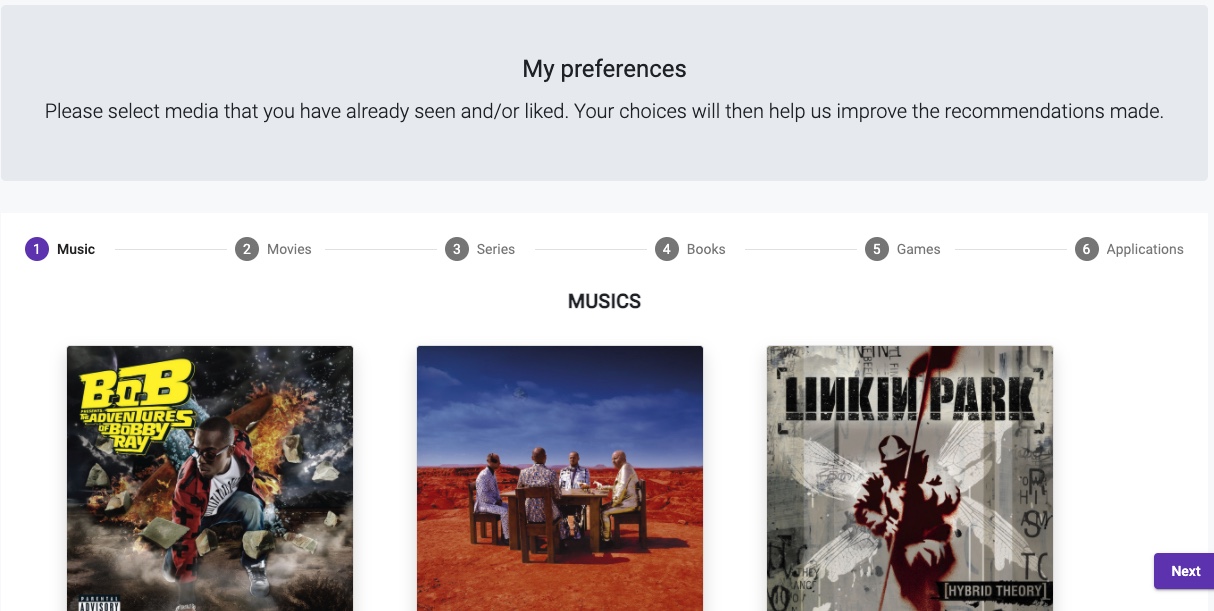 My preferences
Please select media that you have already seen and/or liked. Your choices will then help us improve the recommendations made.
1 Music
2 Movies
3 Series
4 Books
5 Games
6 Applications
MUSICS
B.o.B
PRESENTS: THE ADVENTURES
OF BOBBY
RAY
PARENTAL
ADVISORY
LINKIN PARK
[HYBRID THEORY]
Next